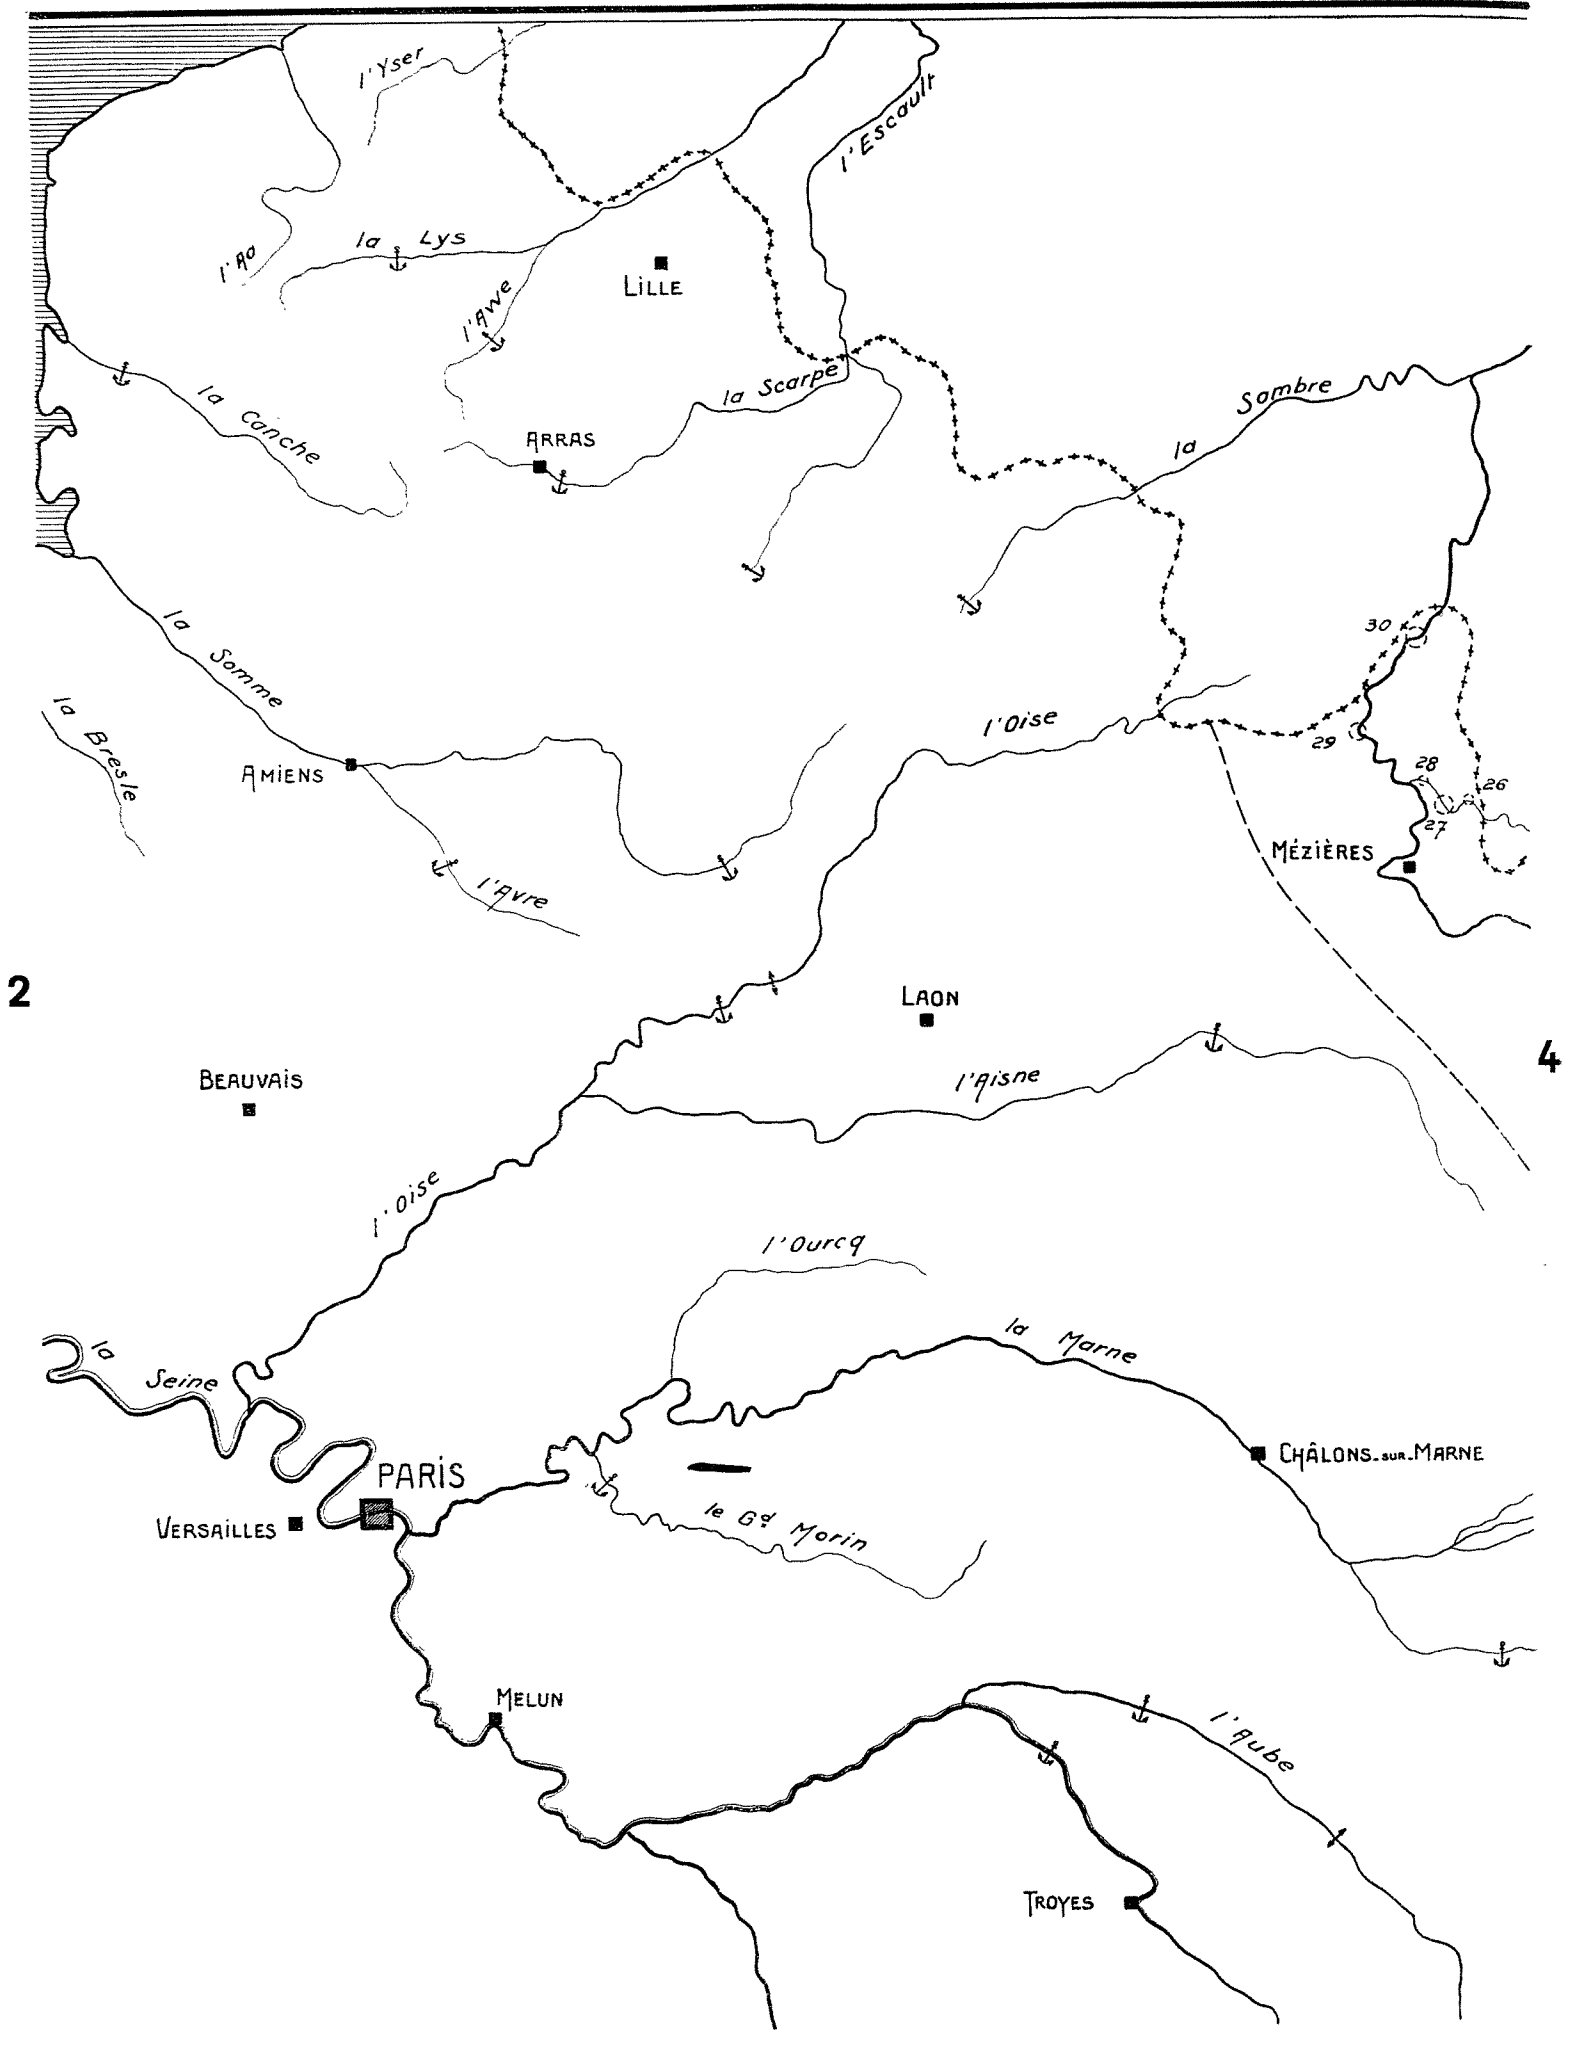 l'Yser
l'Escault
l'Aa
la Lys
LILLE
l'Awe
la Scarpe
la Sambre
la Canche
ARRAS
30
la Somme
l'Oise
29
28
26
27
la Bresle
AMIENS
MÉZIÈRES
l'Avre
2
LAON
4
BEAUVAIS
l'Aisne
l'Oise
l'Ourcq
la Marne
la Seine
PARIS
CHÂLONS-SUR-MARNE
VERSAILLES
le Gd Morin
MELUN
l'Aube
TROYES